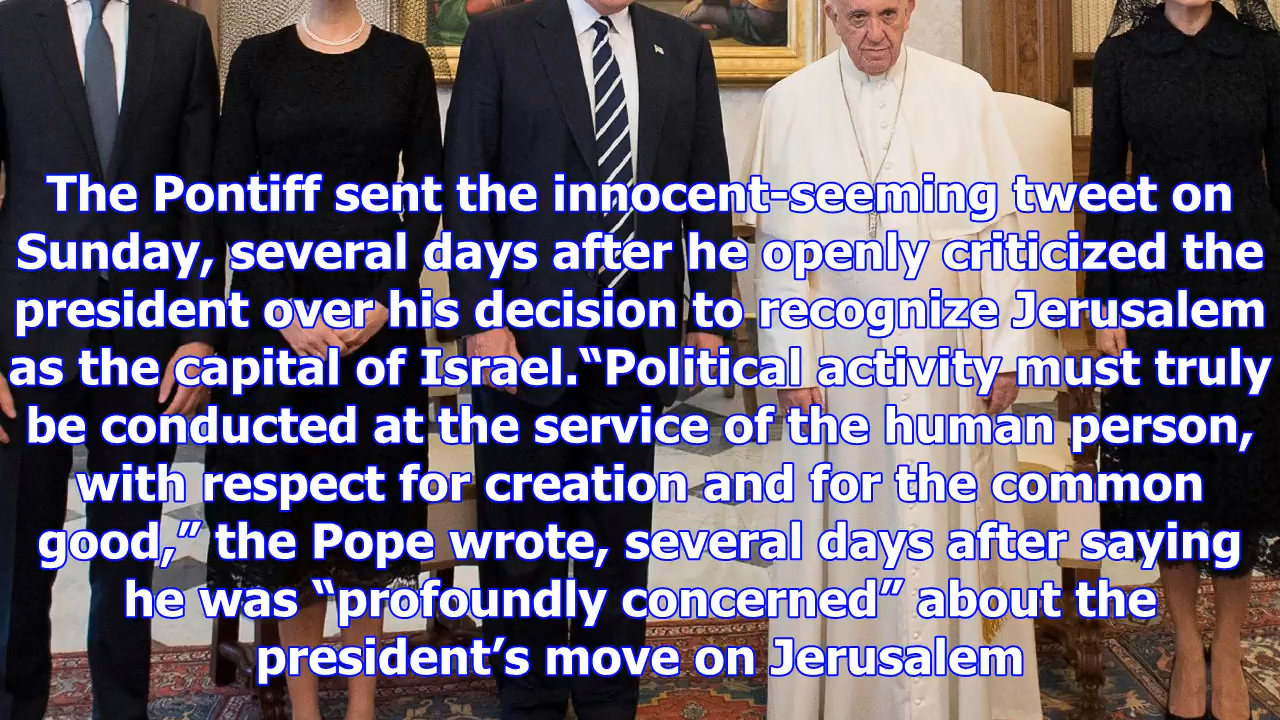 The Pontiff sent the innocent-seeming tweet on
Sunday, several days after he openly criticized the
president over his decision to recognize Jerusalem
as the capital of Israel.“Political activity must truly
be conducted at the service of the human person,
with respect for creation and for the common
good,” the Pope wrote, several days after saying
he was “profoundly concerned” about the
president’s move on Jerusalem